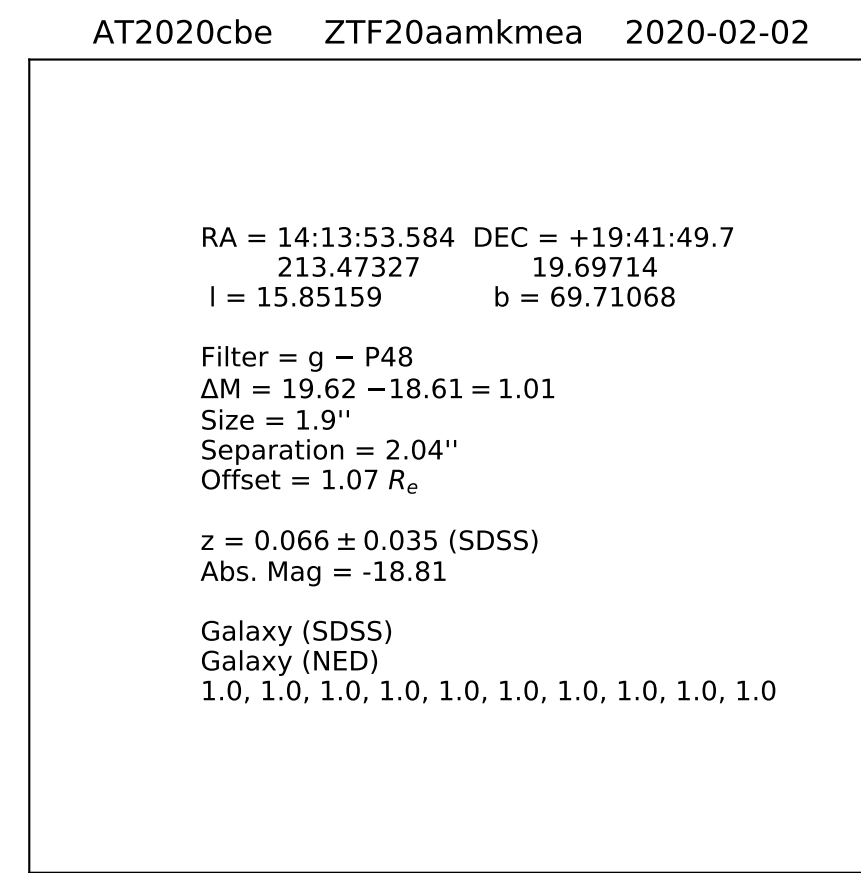 AT2020cbe ZTF20aamkmea 2020-02-02
RA = 14:13:53.584 DEC = +19:41:49.7
213.47327 19.69714
l = 15.85159 b = 69.71068
Filter = g − P48
ΔM = 19.62 −18.61 = 1.01
Size = 1.9''
Separation = 2.04''
Offset = 1.07 Rₑ
z = 0.066 ± 0.035 (SDSS)
Abs. Mag = -18.81
Galaxy (SDSS)
Galaxy (NED)
1.0, 1.0, 1.0, 1.0, 1.0, 1.0, 1.0, 1.0, 1.0, 1.0